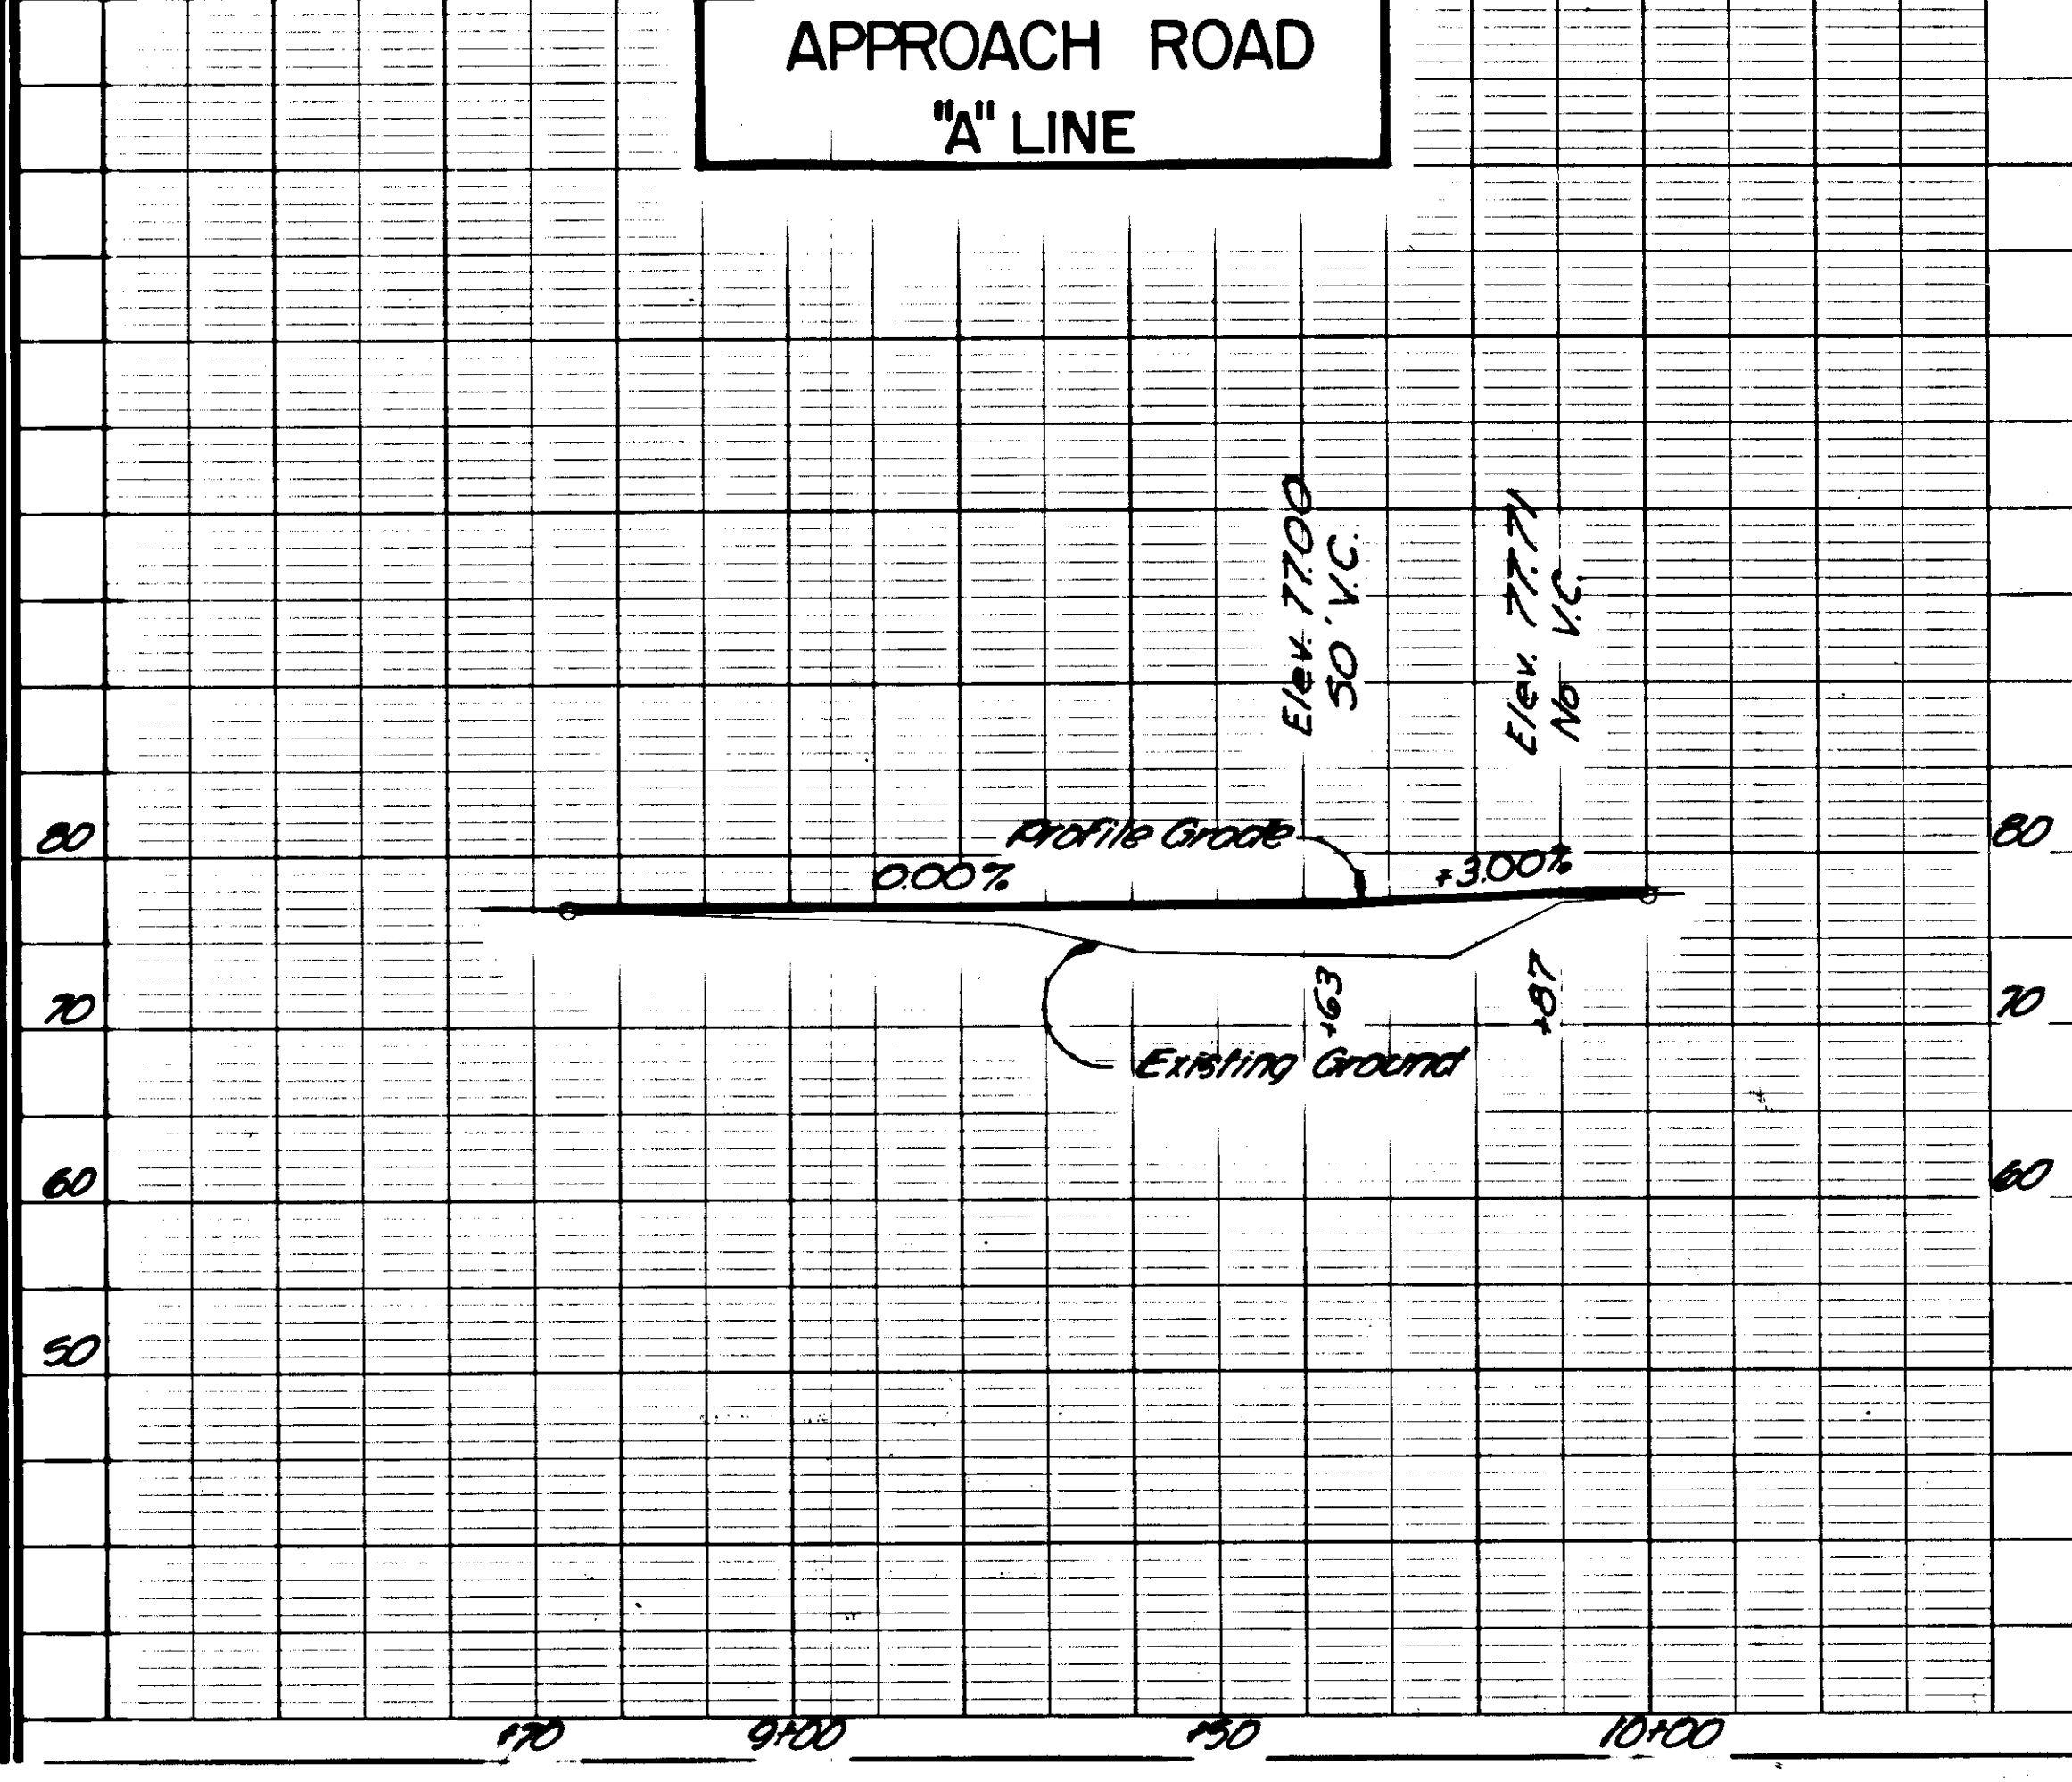 APPROACH ROAD
"A" LINE
Elev. 77.00
50' V.C.
Elev. 77.71
No V.C.
80
Profile Grade
80
0.00%
+3.00%
70
+63
+87
70
Existing Ground
60
60
50
+70
9+00
+50
10+00